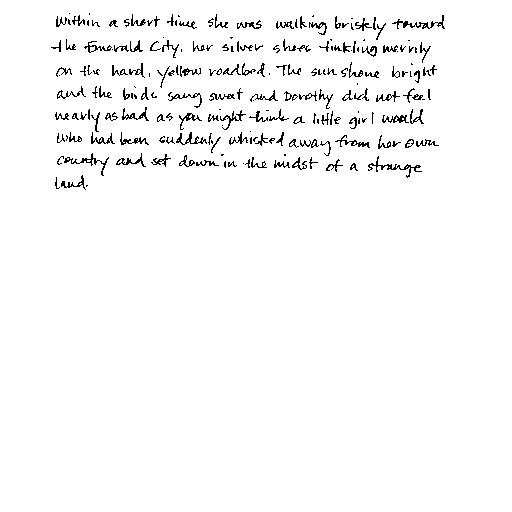 Within a short time she was walking briskly toward
the Emerald City, her silver shoes tinkling merrily
on the hard, yellow roadbed. The sun shone bright
and the birds sang sweet and Dorothy did not feel
nearly as bad as you might think a little girl would
who had been suddenly whisked away from her own
country and set down in the midst of a strange
land.